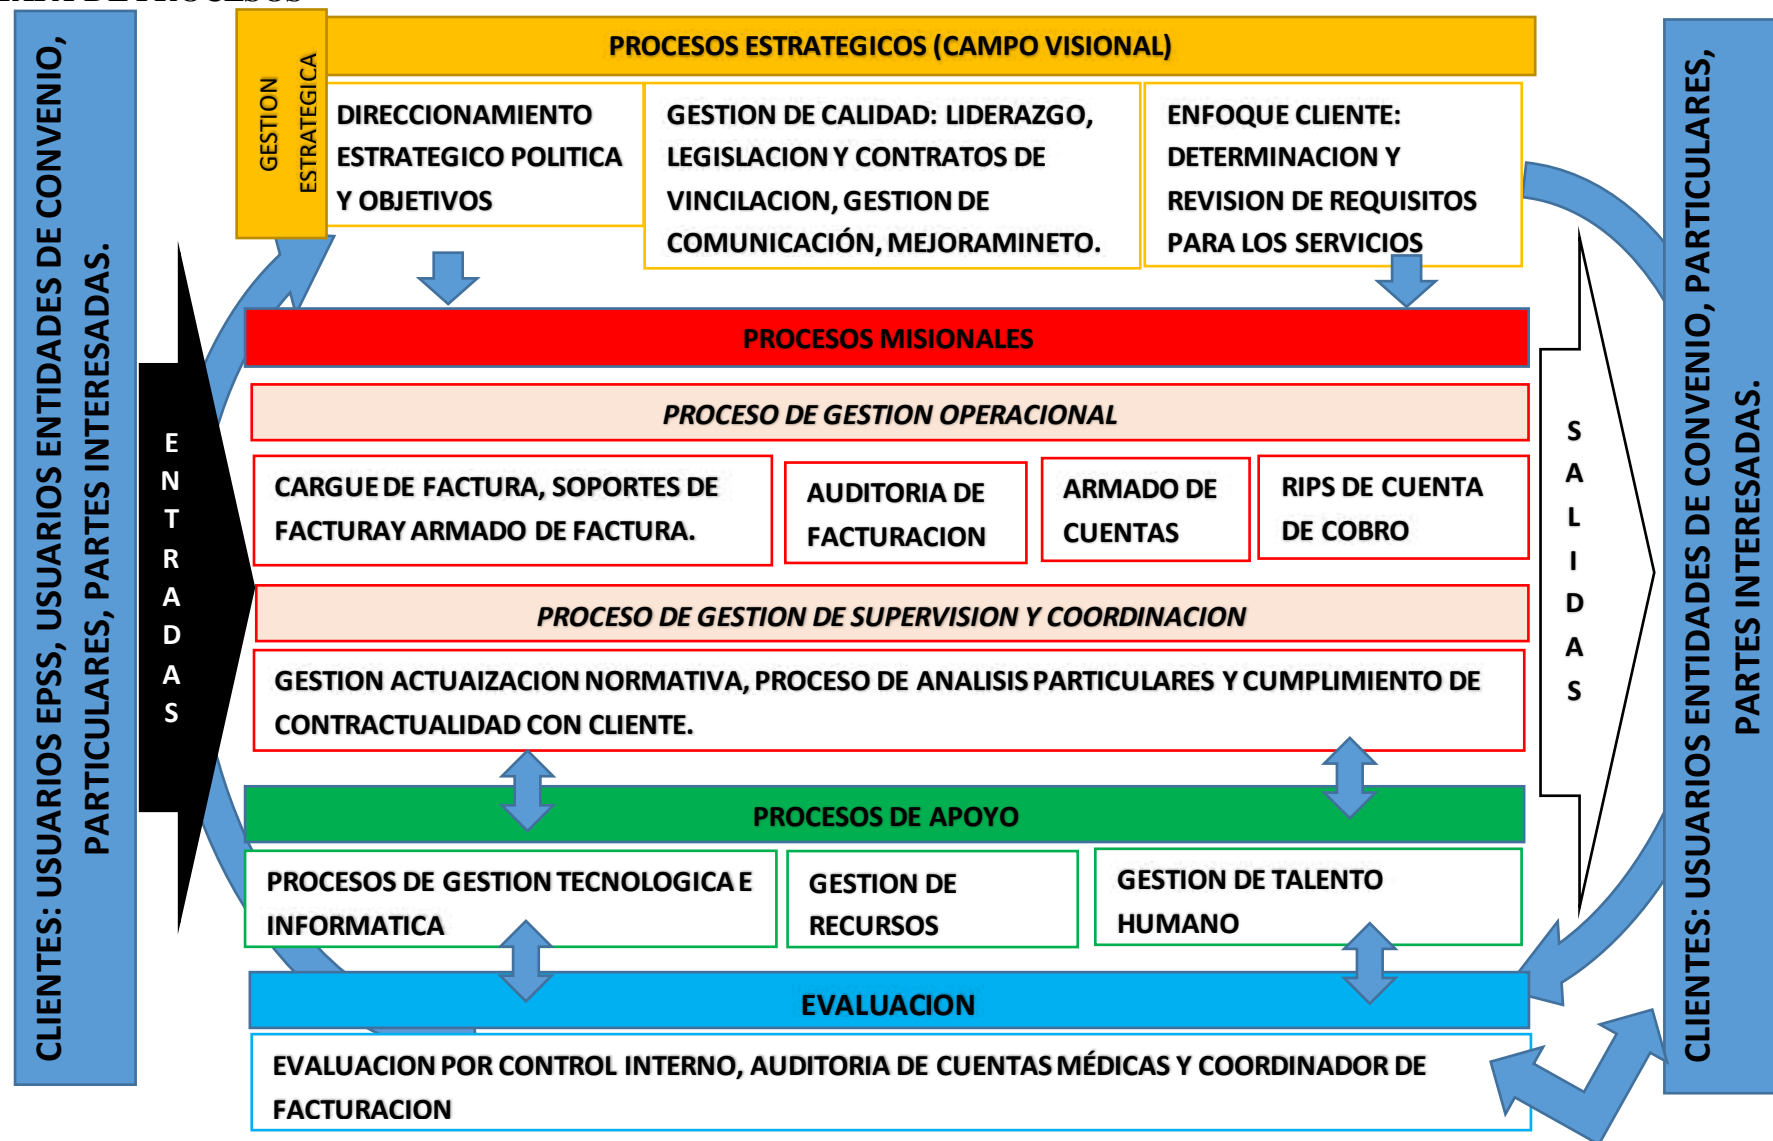 CLIENTES: USUARIOS EPSS, USUARIOS ENTIDADES DE CONVENIO,
PARTICULARES, PARTES INTERESADAS.
ENTRADAS
GESTION
ESTRATEGICA
PROCESOS ESTRATEGICOS (CAMPO VISIONAL)
DIRECCIONAMIENTO
ESTRATEGICO POLITICA
Y OBJETIVOS
GESTION DE CALIDAD: LIDERAZGO,
LEGISLACION Y CONTRATOS DE
VINCILACION, GESTION DE
COMUNICACIÓN, MEJORAMINETO.
ENFOQUE CLIENTE:
DETERMINACION Y
REVISION DE REQUISITOS
PARA LOS SERVICIOS
PROCESOS MISIONALES
PROCESO DE GESTION OPERACIONAL
CARGUE DE FACTURA, SOPORTES DE
FACTURAY ARMADO DE FACTURA.
AUDITORIA DE
FACTURACION
ARMADO DE
CUENTAS
RIPS DE CUENTA
DE COBRO
PROCESO DE GESTION DE SUPERVISION Y COORDINACION
GESTION ACTUAIZACION NORMATIVA, PROCESO DE ANALISIS PARTICULARES Y CUMPLIMIENTO DE
CONTRACTUALIDAD CON CLIENTE.
PROCESOS DE APOYO
PROCESOS DE GESTION TECNOLOGICA E
INFORMATICA
GESTION DE
RECURSOS
GESTION DE TALENTO
HUMANO
EVALUACION
EVALUACION POR CONTROL INTERNO, AUDITORIA DE CUENTAS MÉDICAS Y COORDINADOR DE
FACTURACION
SALIDAS
CLIENTES: USUARIOS ENTIDADES DE CONVENIO, PARTICULARES,
PARTES INTERESADAS.